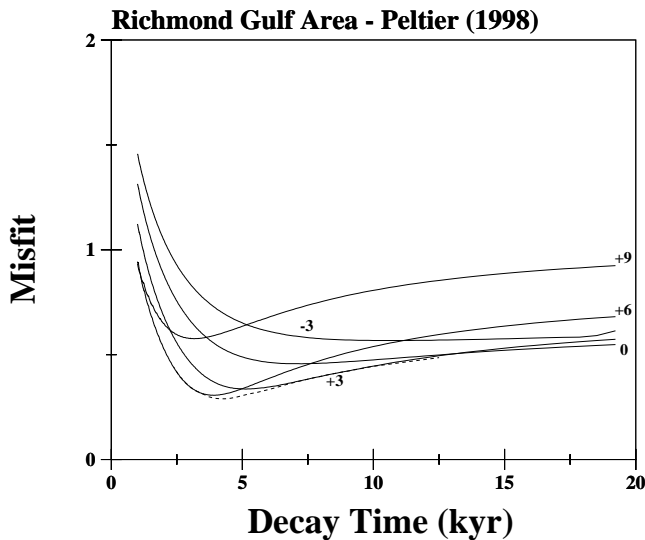 Richmond Gulf Area - Peltier (1998)
2
1
0
Misfit
+9
+6
0
-3
+3
0 5 10 15 20
Decay Time (kyr)